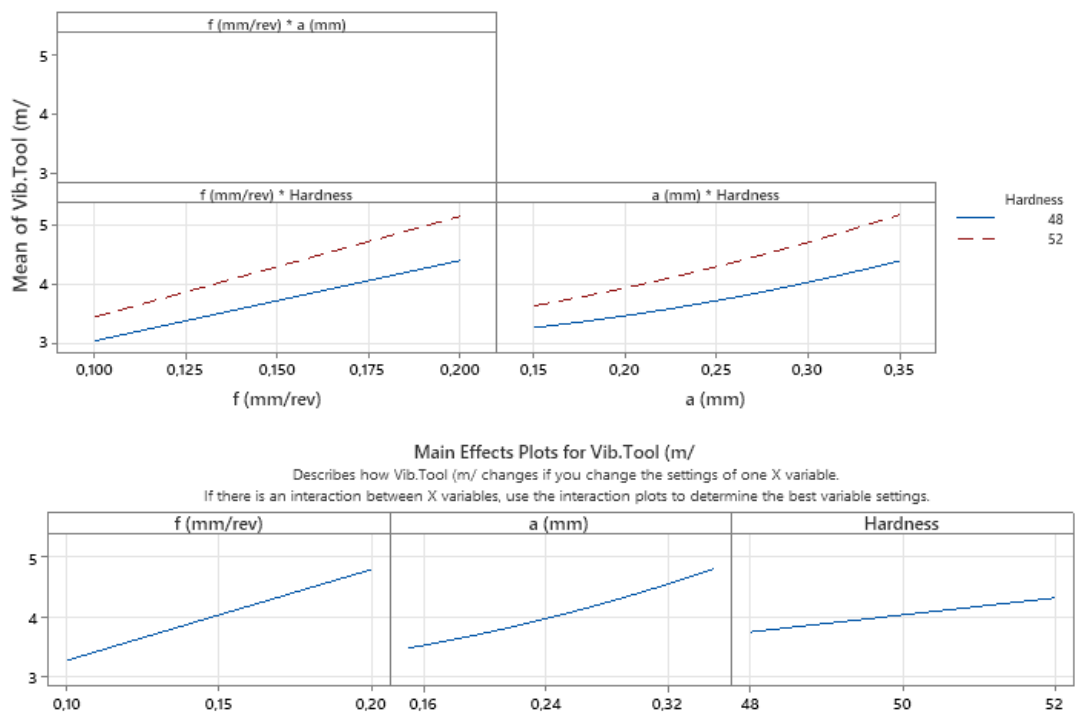 f (mm/rev) * a (mm)
5
4
3
Mean of Vib.Tool (m/
f (mm/rev) * Hardness
a (mm) * Hardness
Hardness
48
52
5
4
3
0,100 0,125 0,150 0,175 0,200
0,15 0,20 0,25 0,30 0,35
f (mm/rev)
a (mm)
Main Effects Plots for Vib.Tool (m/
Describes how Vib.Tool (m/ changes if you change the settings of one X variable.
If there is an interaction between X variables, use the interaction plots to determine the best variable settings.
f (mm/rev)
a (mm)
Hardness
5
4
3
0,10 0,15 0,20
0,16 0,24 0,32
48 50 52